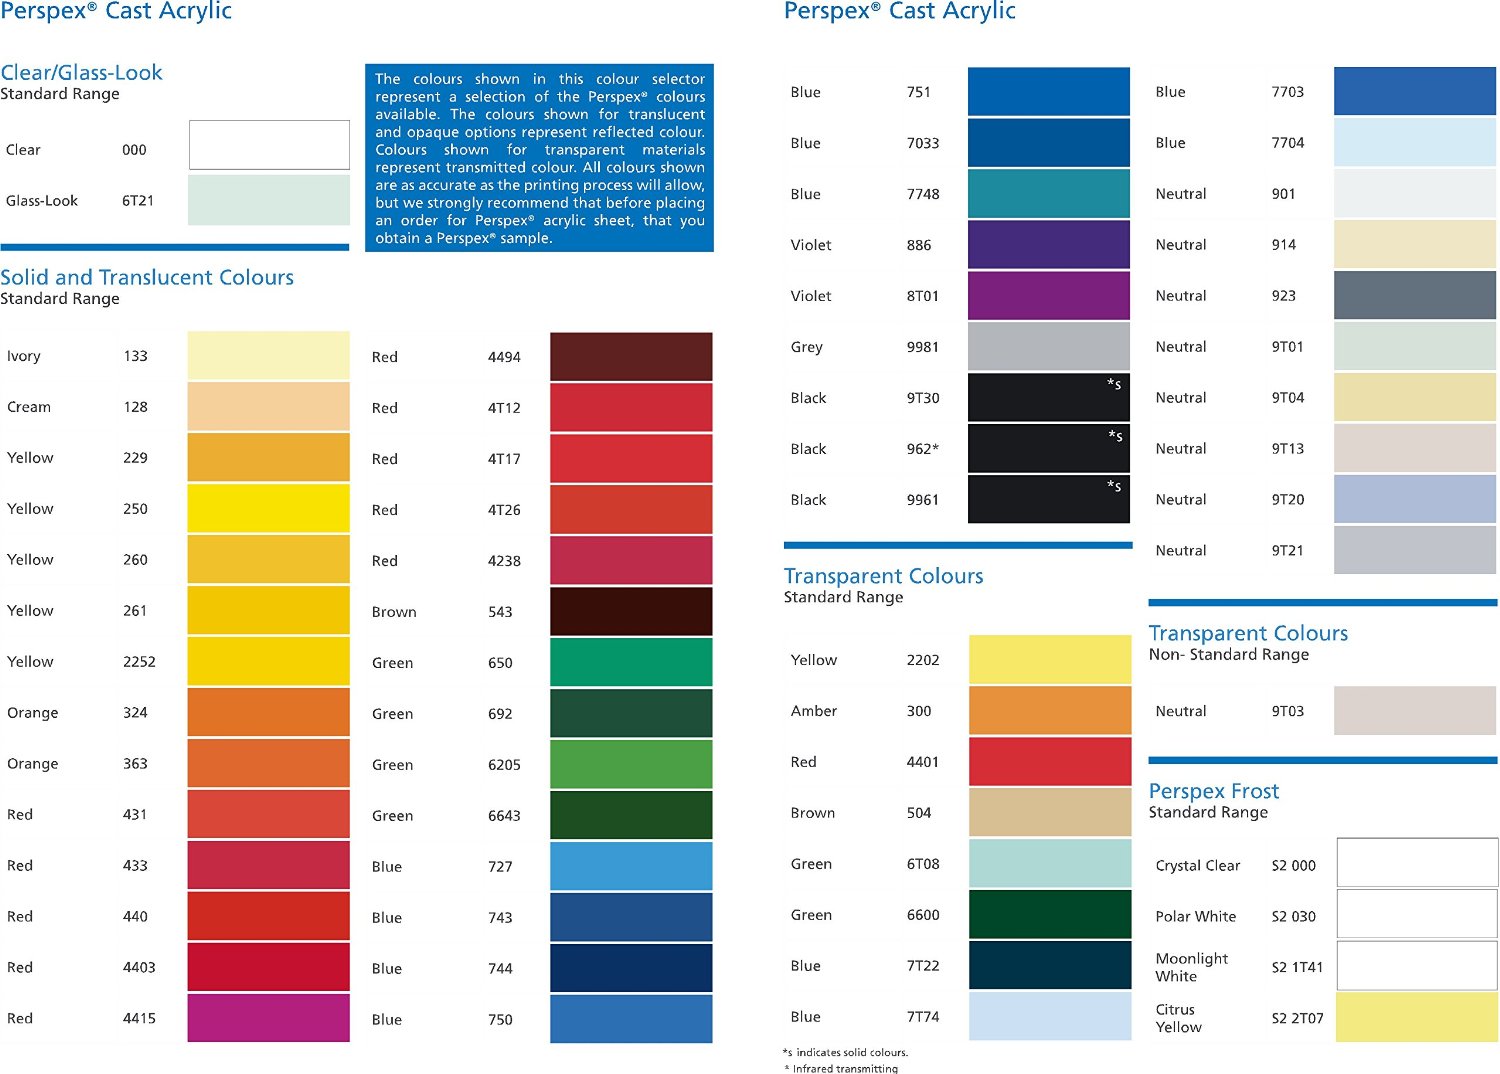 Perspex® Cast Acrylic
Clear/Glass-Look
Standard Range
Clear 000
Glass-Look 6T21
The colours shown in this colour selector
represent a selection of the Perspex® colours
available. The colours shown for translucent
and opaque options represent reflected colour.
Colours shown for transparent materials
represent transmitted colour. All colours shown
are as accurate as the printing process will allow,
but we strongly recommend that before placing
an order for Perspex® acrylic sheet, that you
obtain a Perspex® sample.
Solid and Translucent Colours
Standard Range
Ivory 133
Cream 128
Yellow 229
Yellow 250
Yellow 260
Yellow 261
Yellow 2252
Orange 324
Orange 363
Red 431
Red 433
Red 440
Red 4403
Red 4415
Red 4494
Red 4T12
Red 4T17
Red 4T26
Red 4238
Brown 543
Green 650
Green 692
Green 6205
Green 6643
Blue 727
Blue 743
Blue 744
Blue 750
Perspex® Cast Acrylic
Blue 751
Blue 7033
Blue 7748
Violet 886
Violet 8T01
Grey 9981
Black 9T30 *s
Black 962* *s
Black 9961 *s
Transparent Colours
Standard Range
Yellow 2202
Amber 300
Red 4401
Brown 504
Green 6T08
Green 6600
Blue 7T22
Blue 7T74
*s indicates solid colours.
* Infrared transmitting
Blue 7703
Blue 7704
Neutral 901
Neutral 914
Neutral 923
Neutral 9T01
Neutral 9T04
Neutral 9T13
Neutral 9T20
Neutral 9T21
Transparent Colours
Non- Standard Range
Neutral 9T03
Perspex Frost
Standard Range
Crystal Clear S2 000
Polar White S2 030
Moonlight
White S2 1T41
Citrus
Yellow S2 2T07